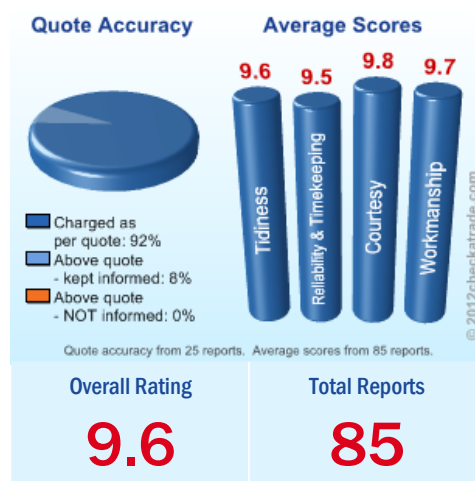 Quote Accuracy
Average Scores
9.6
9.5
9.8
9.7
Tidiness
Reliability & Timekeeping
Courtesy
Workmanship
Charged as
per quote: 92%
Above quote
- kept informed: 8%
Above quote
- NOT informed: 0%
© 2012checkatrade.com
Quote accuracy from 25 reports. Average scores from 85 reports.
Overall Rating
9.6
Total Reports
85